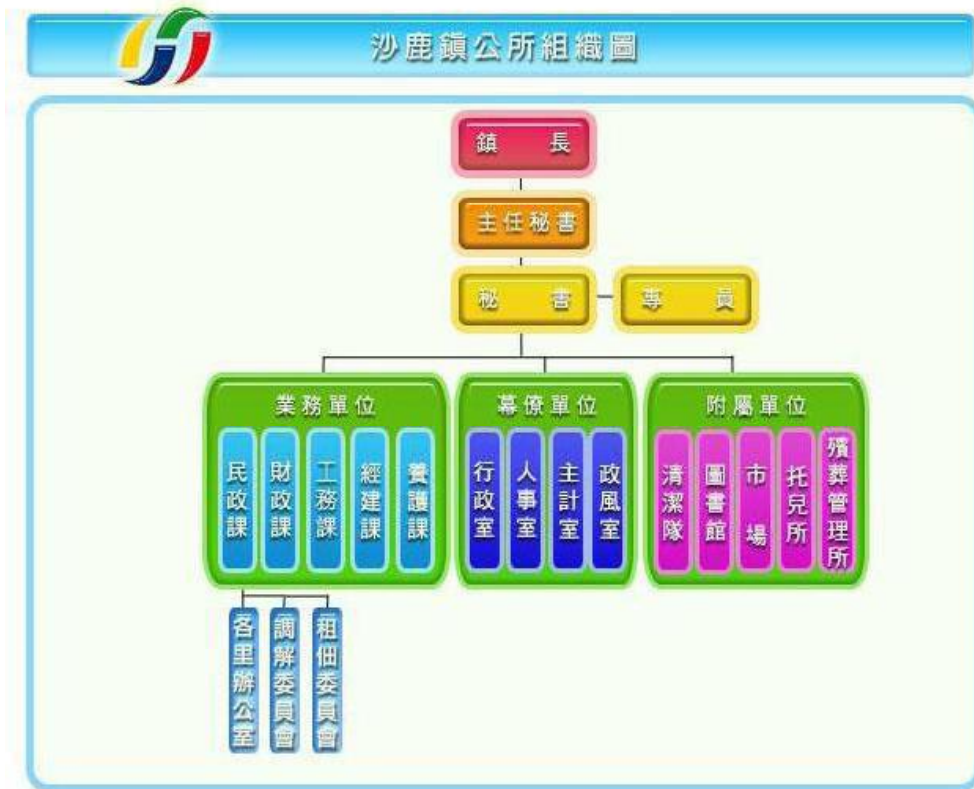 沙鹿鎮公所組織圖
鎮長
主任秘書
秘書
專員
業務單位
民政課
財政課
工務課
經建課
養護課
幕僚單位
行政室
人事室
主計室
政風室
附屬單位
清潔隊
圖書館
市場
托兒所
殯葬管理所
各里辦公室
調解委員會
租佃委員會